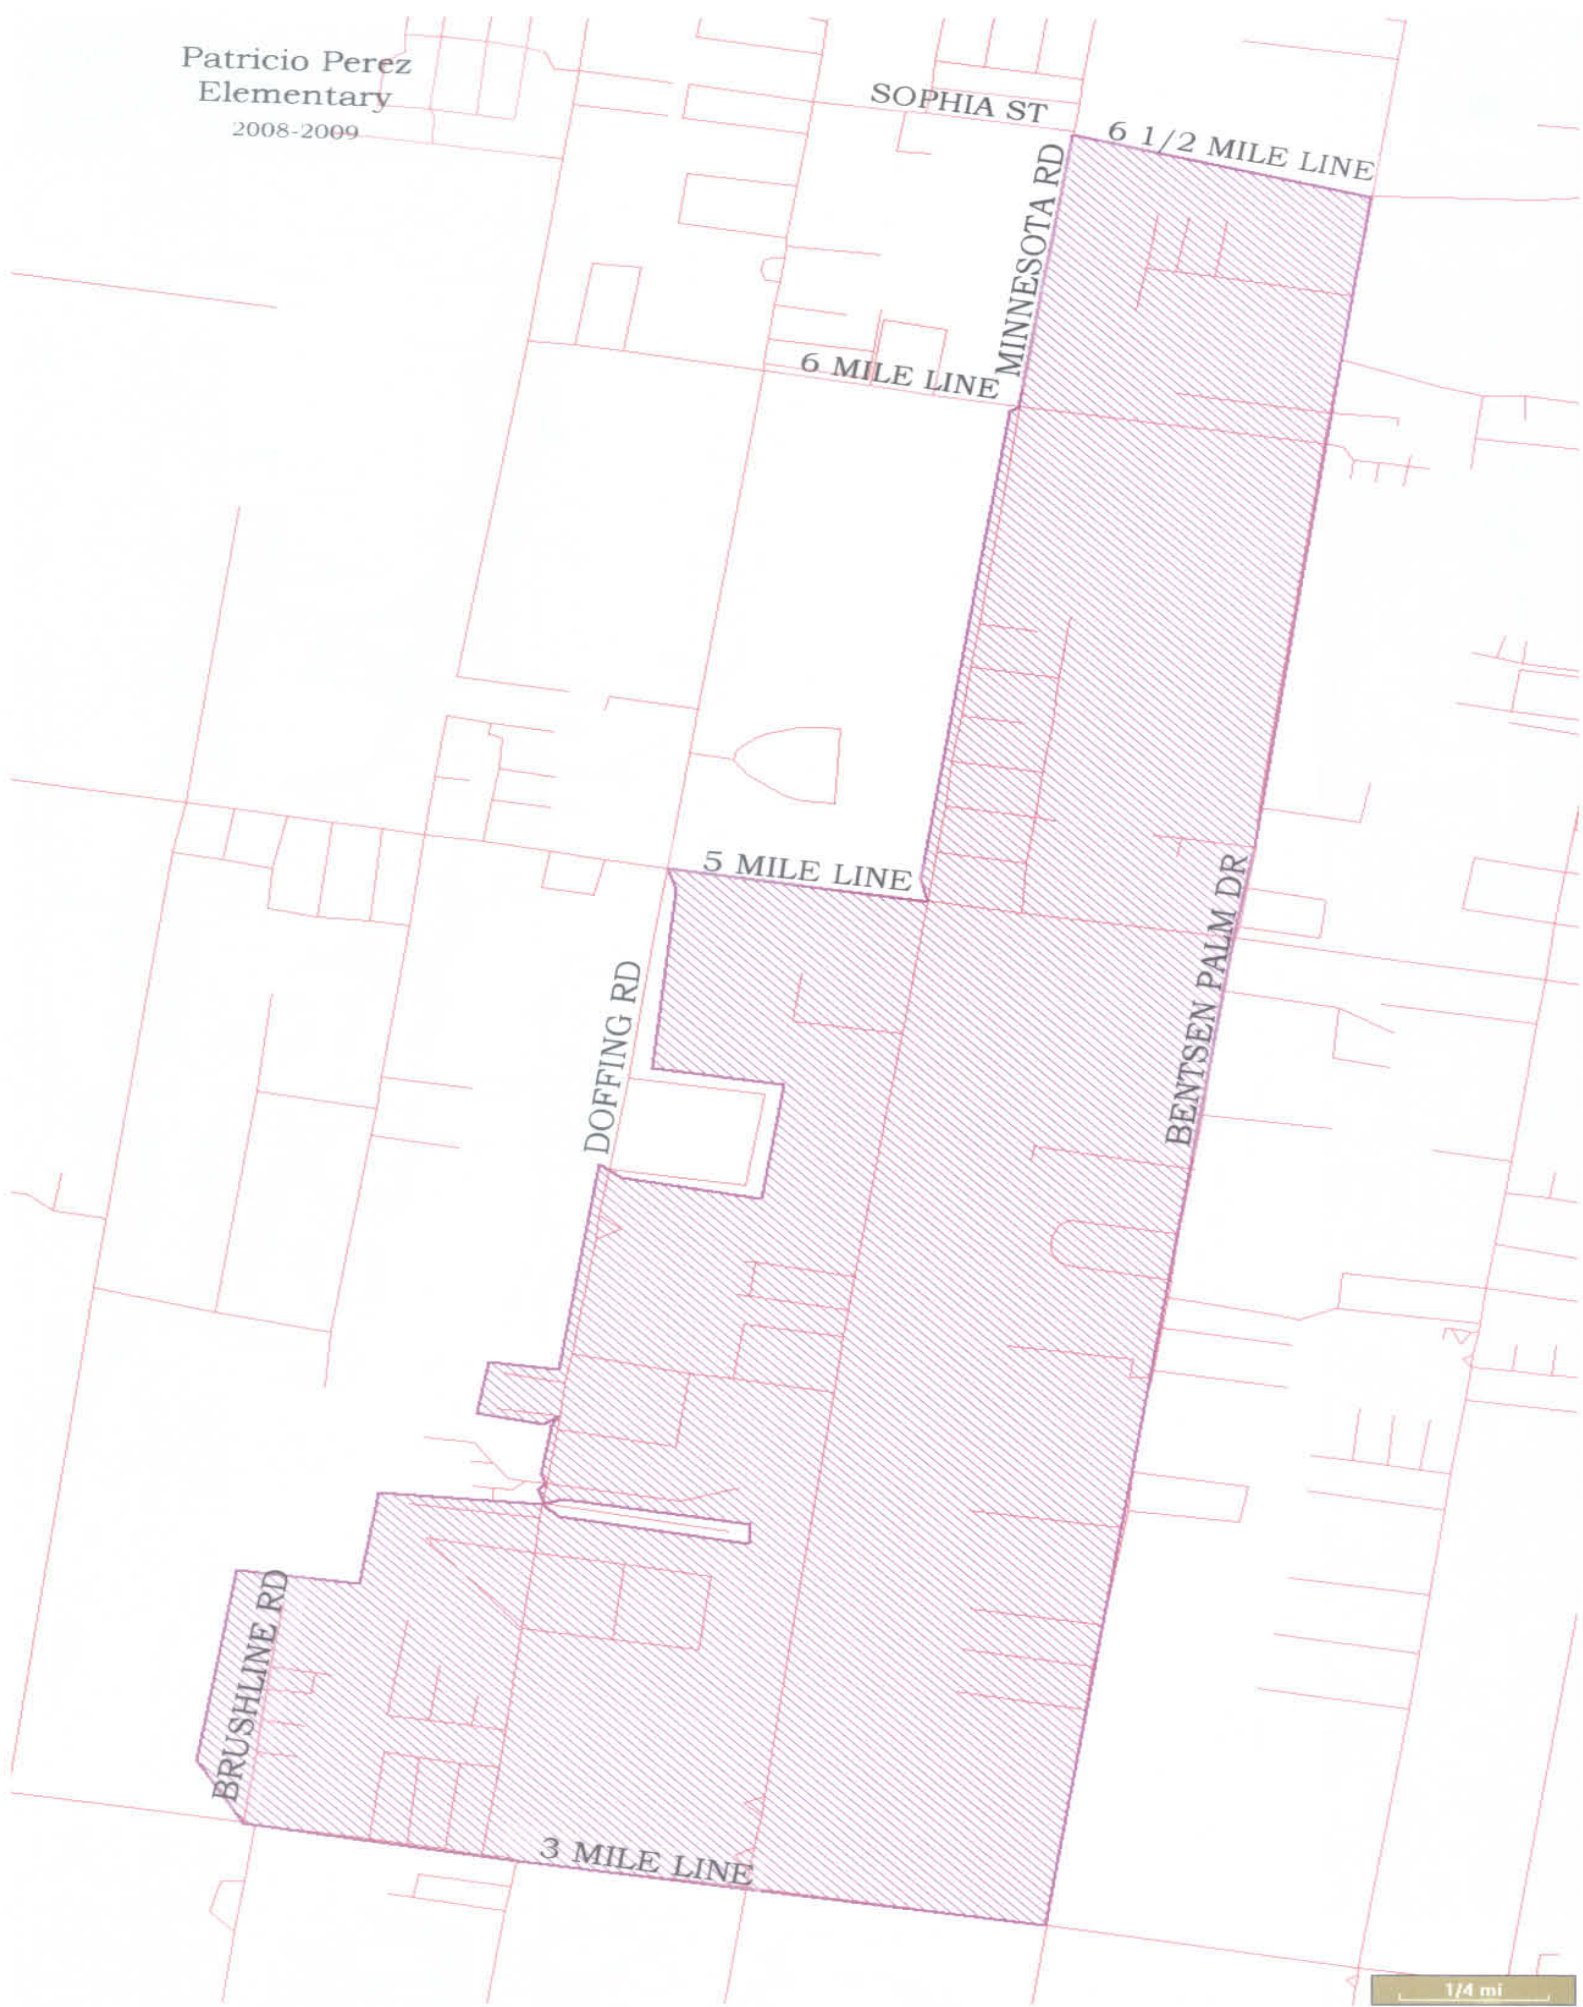 Patricio Perez
Elementary
2008-2009
SOPHIA ST
6 1/2 MILE LINE
MINNESOTA RD
6 MILE LINE
5 MILE LINE
BENTSEN PALM DR
DOFFING RD
BRUSHLINE RD
3 MILE LINE
1/4 mi